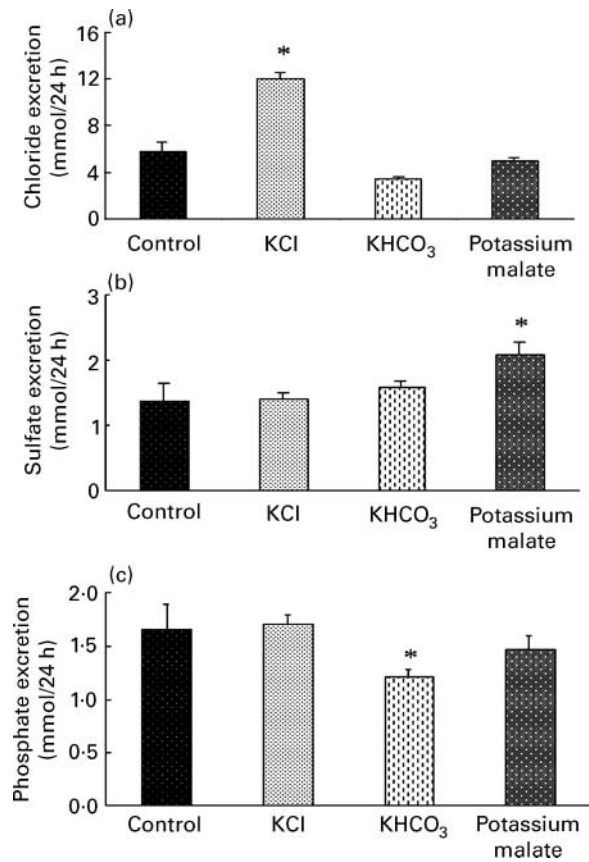 (a)
Chloride excretion
(mmol/24 h)
16
12
8
4
0
*
Control KCl KHCO₃ Potassium
malate
(b)
Sulfate excretion
(mmol/24 h)
3
2
1
0
*
Control KCl KHCO₃ Potassium
malate
(c)
Phosphate excretion
(mmol/24 h)
2·0
1·5
1·0
0·5
0·0
*
Control KCl KHCO₃ Potassium
malate